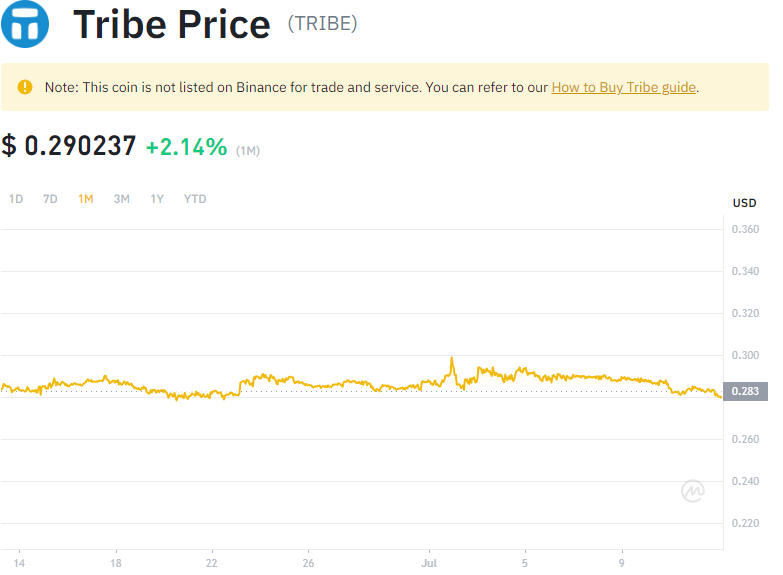 Tribe Price (TRIBE)
Note: This coin is not listed on Binance for trade and service. You can refer to our How to Buy Tribe guide.
$ 0.290237 +2.14% (1M)
1D 7D 1M 3M 1Y YTD
USD
0.360
0.340
0.320
0.300
0.283
0.260
0.240
0.220
14 18 22 26 Jul 5 9